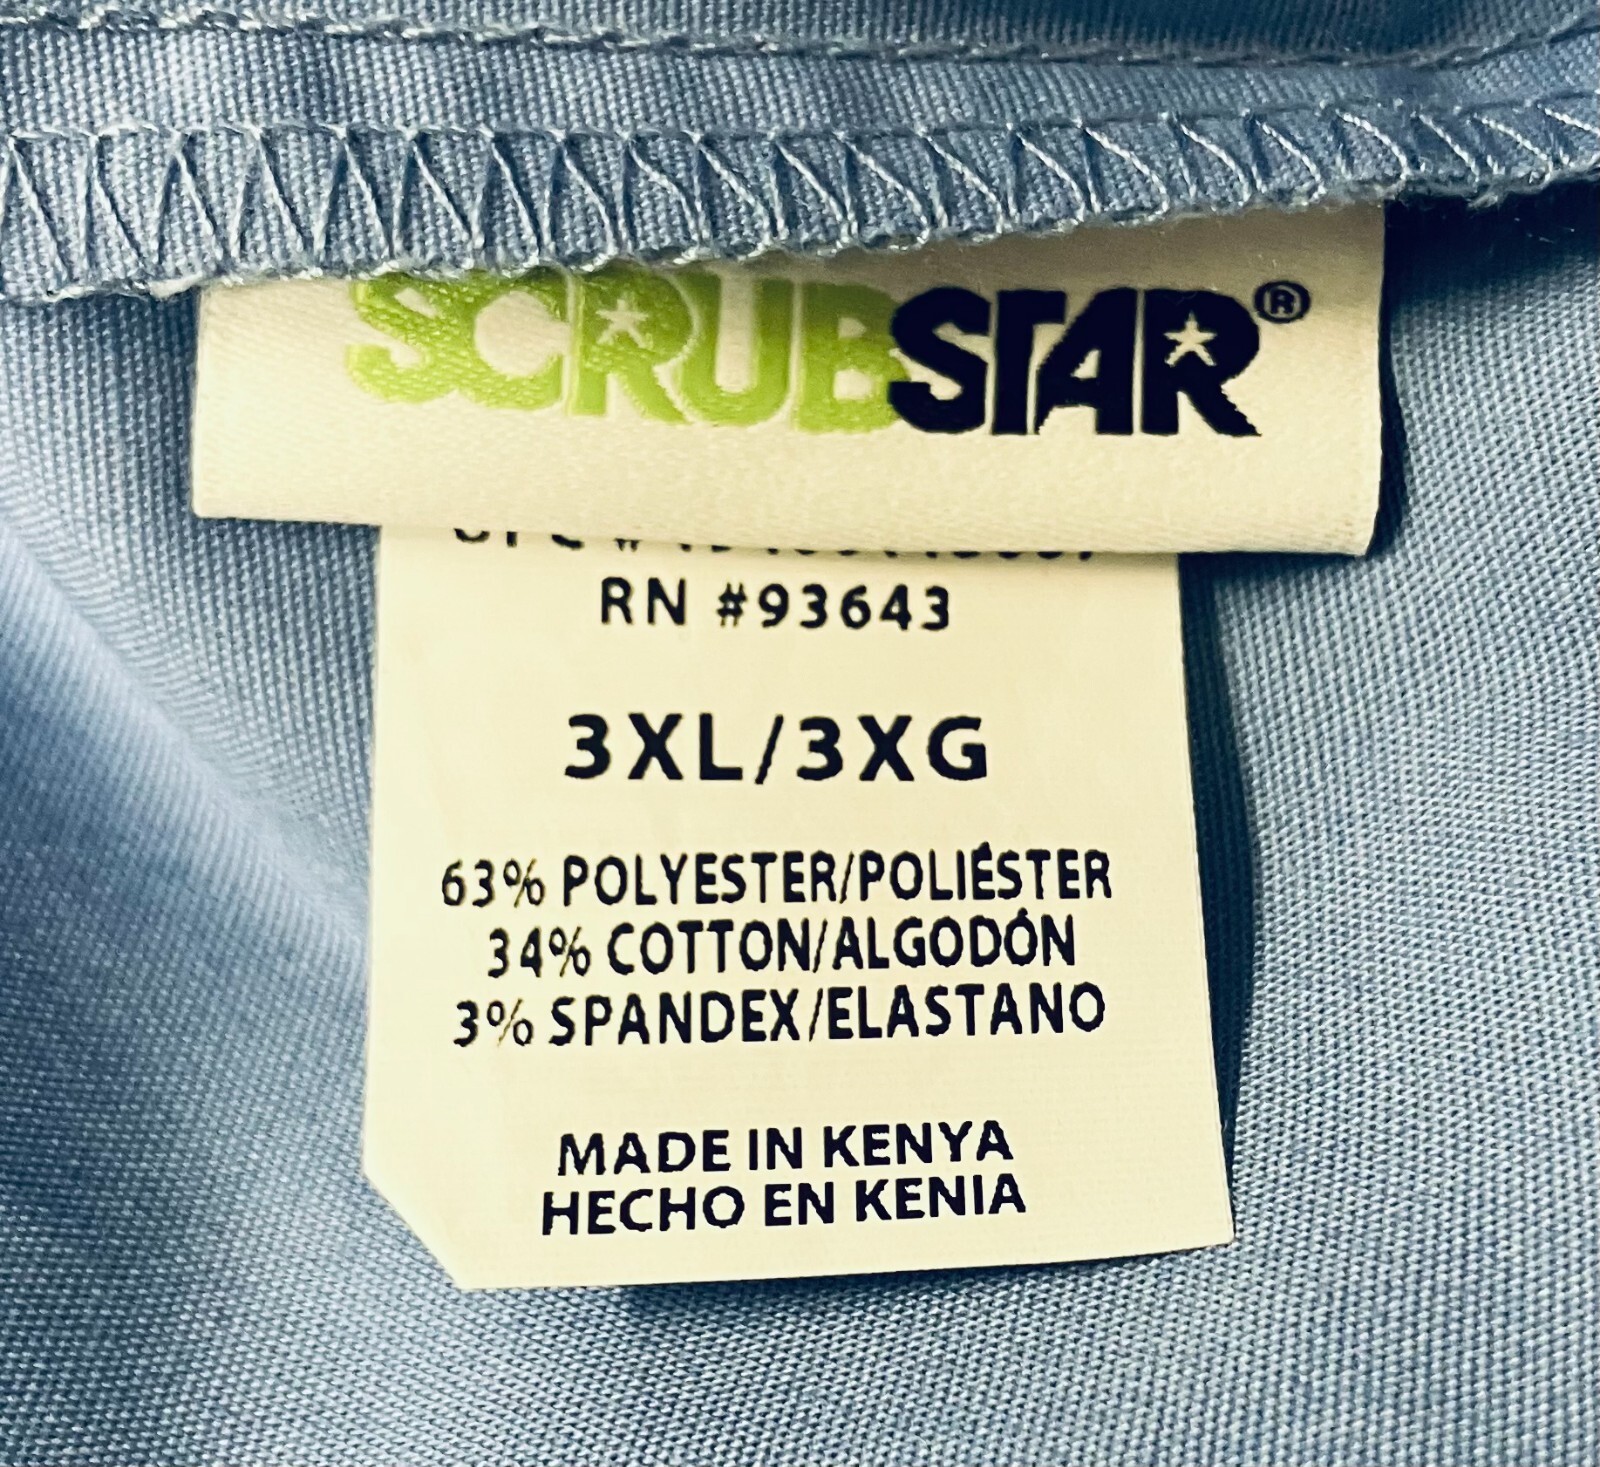 SCRUBSTAR®
RN #93643
3XL/3XG
63% POLYESTER/POLIÉSTER
34% COTTON/ALGODÓN
3% SPANDEX/ELASTANO
MADE IN KENYA
HECHO EN KENIA